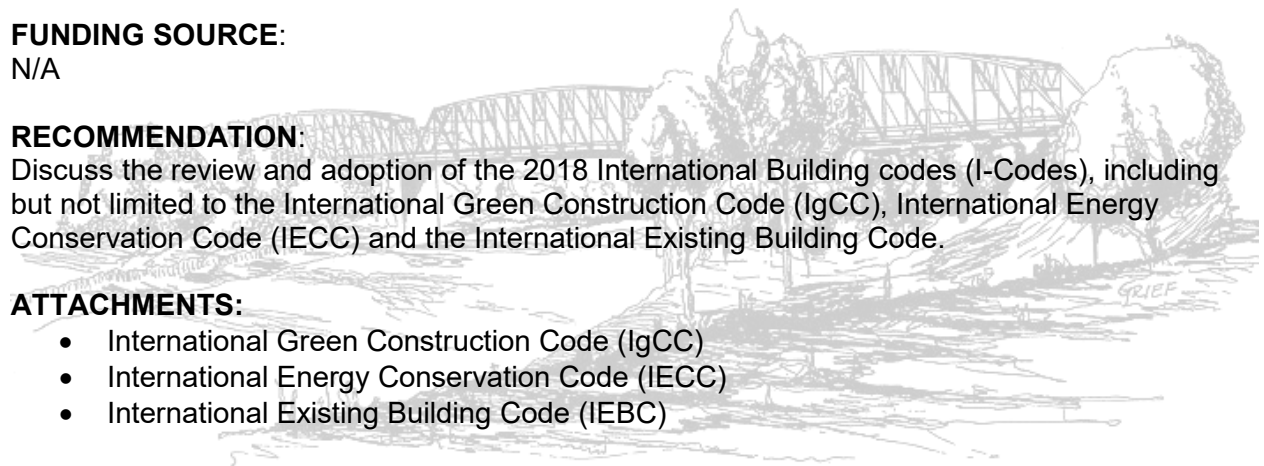 FUNDING SOURCE:
N/A
RECOMMENDATION:
Discuss the review and adoption of the 2018 International Building codes (I-Codes), including
but not limited to the International Green Construction Code (IgCC), International Energy
Conservation Code (IECC) and the International Existing Building Code.
GRIEF
ATTACHMENTS:
• International Green Construction Code (IgCC)
• International Energy Conservation Code (IECC)
• International Existing Building Code (IEBC)